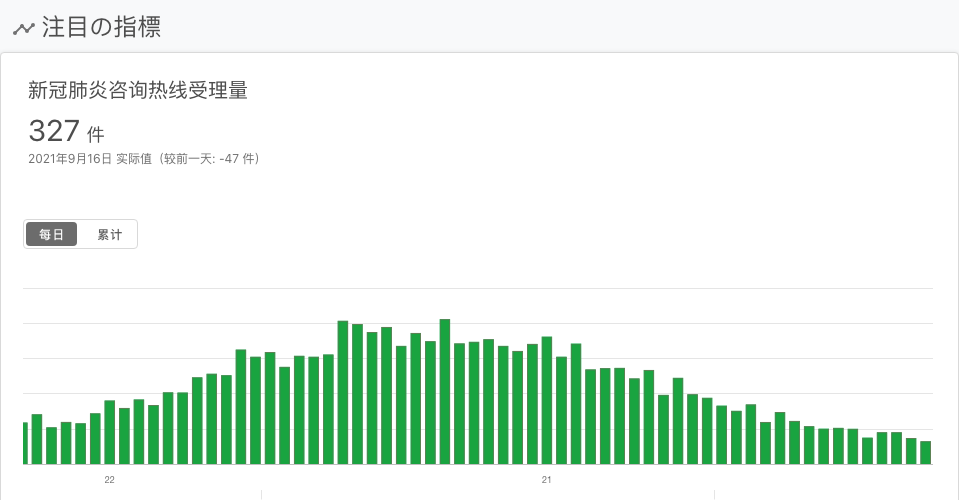 注目の指標
新冠肺炎咨询热线受理量
327 件
2021年9月16日 实际值（较前一天: -47 件）
每日 累计
22 21